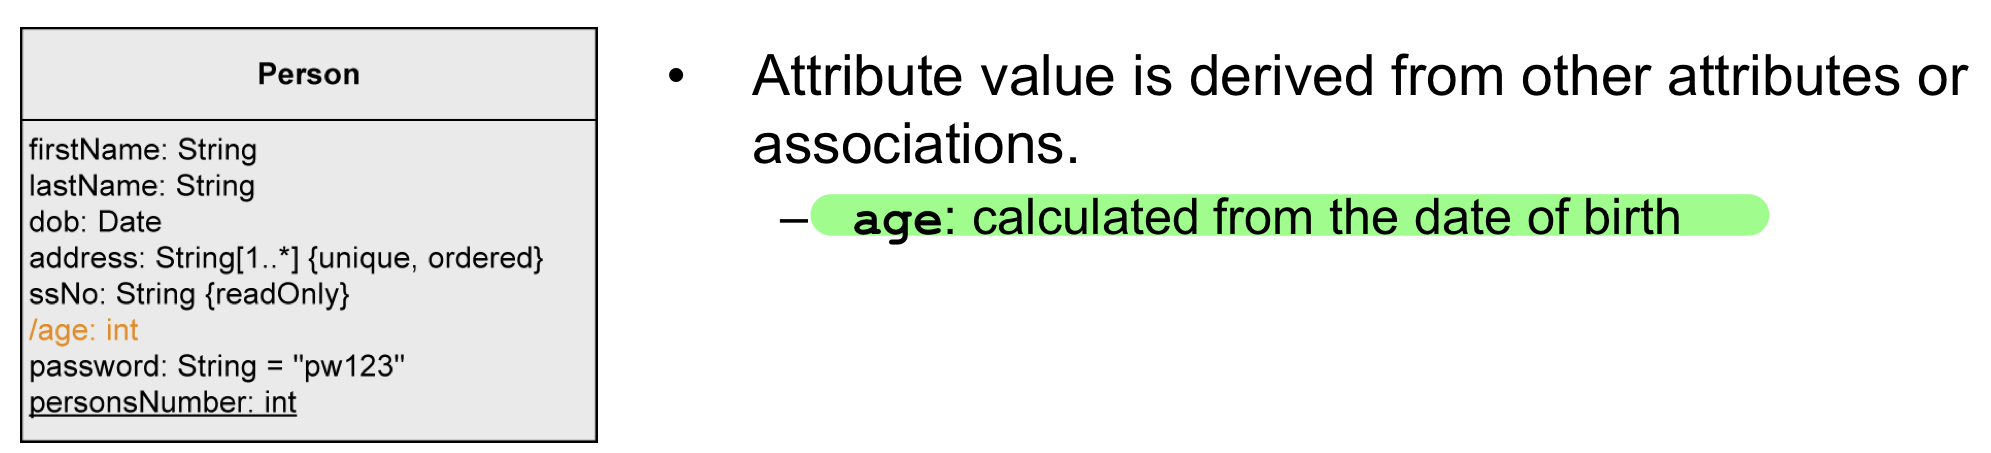 Person
firstName: String
lastName: String
dob: Date
address: String[1..*] {unique, ordered}
ssNo: String {readOnly}
/age: int
password: String = "pw123"
personsNumber: int
• Attribute value is derived from other attributes or
associations.
– age: calculated from the date of birth